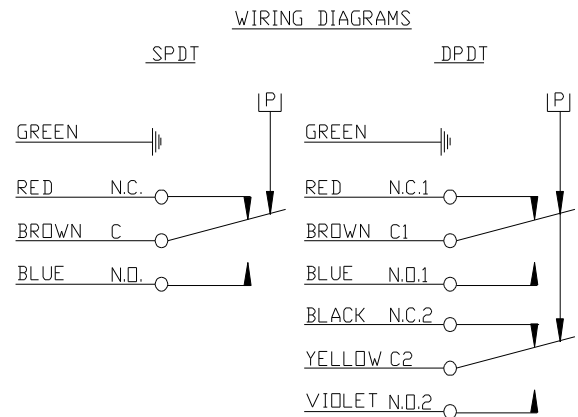 WIRING DIAGRAMS
SPDT
P
GREEN
RED N.C.
BROWN C
BLUE N.O.
DPDT
P
GREEN
RED N.C.1
BROWN C1
BLUE N.O.1
BLACK N.C.2
YELLOW C2
VIOLET N.O.2